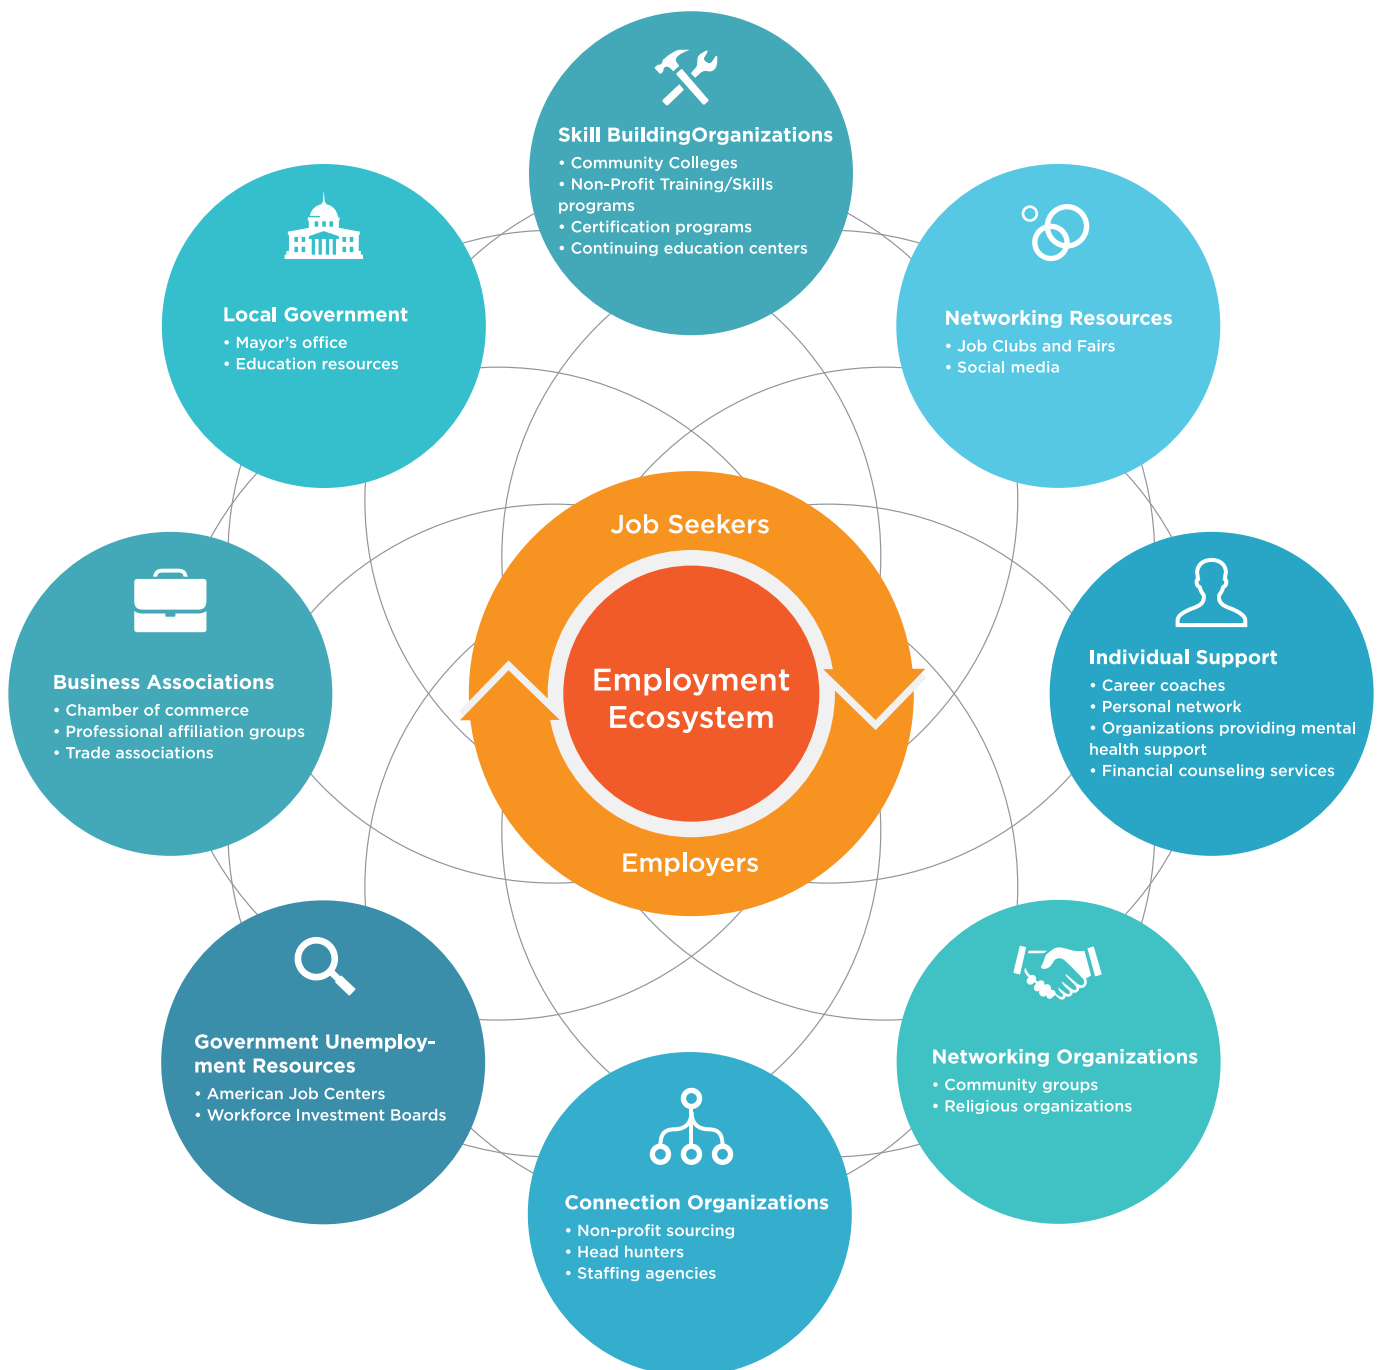 Skill BuildingOrganizations
• Community Colleges
• Non-Profit Training/Skills
programs
• Certification programs
• Continuing education centers
Local Government
• Mayor's office
• Education resources
Networking Resources
• Job Clubs and Fairs
• Social media
Job Seekers
Employment
Ecosystem
Employers
Business Associations
• Chamber of commerce
• Professional affiliation groups
• Trade associations
Individual Support
• Career coaches
• Personal network
• Organizations providing mental
health support
• Financial counseling services
Government Unemploy-
ment Resources
• American Job Centers
• Workforce Investment Boards
Networking Organizations
• Community groups
• Religious organizations
Connection Organizations
• Non-profit sourcing
• Head hunters
• Staffing agencies